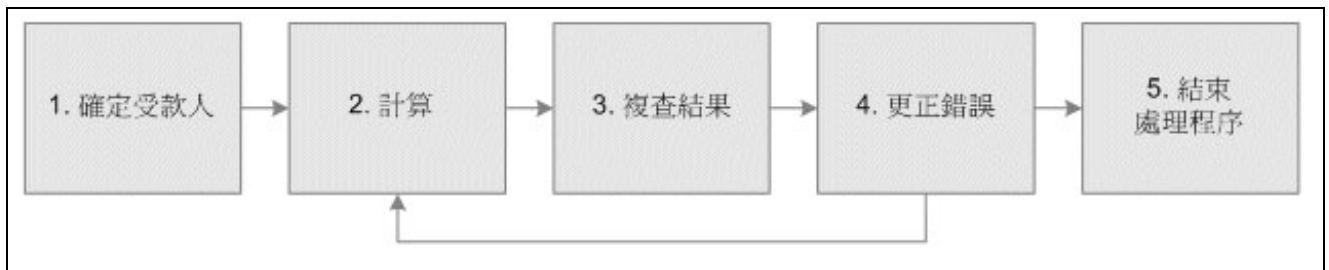 1. 確定受款人
2. 計算
3. 複查結果
4. 更正錯誤
5. 結束
處理程序